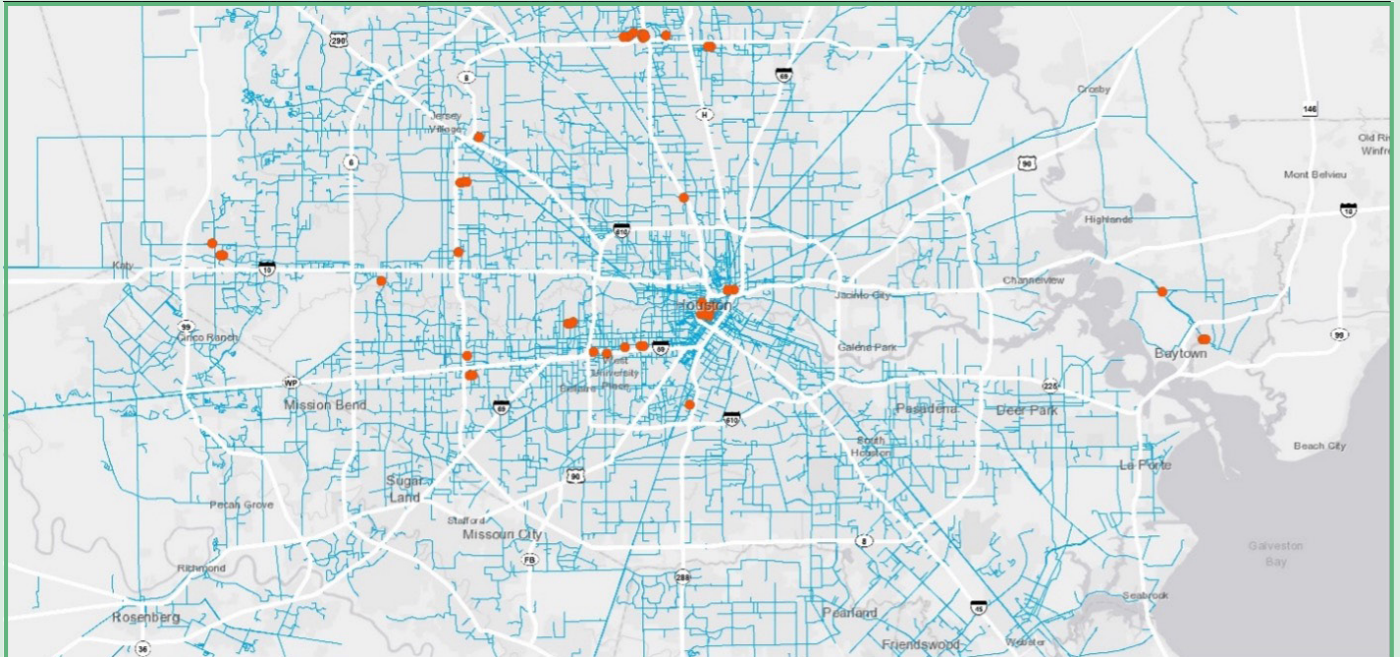 290
8
69
Crosby
146
H
Jersey
Village
Old Riv
Winfre
6
90
Mont Belvieu
10
Highlands
610
Katy
10
Channelview
Jacinto City
Houston
99
Cinco Ranch
99
Galena Park
69
Baytown
West
University
Place
WP
225
Mission Bend
69
Pasadena
Deer Park
610
South
Houston
Beach City
La Porte
90
Sugar
Land
Pecan Grove
Stafford
Missouri City
8
Galveston
Bay
FB
Richmond
288
Seabrook
45
Pearland
Rosenberg
Friendswood
Webster
36